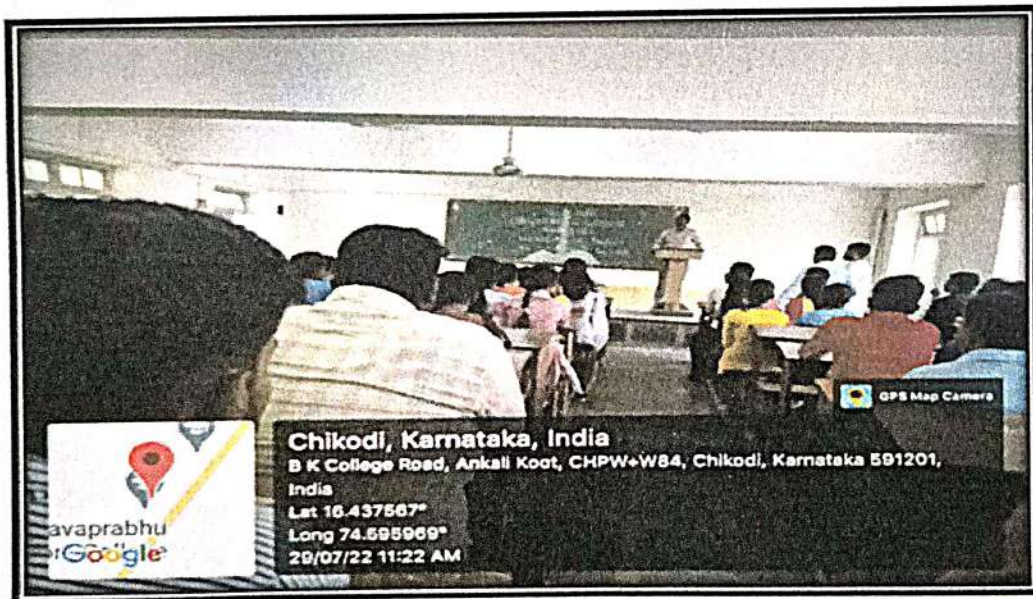 GPS Map Camera
Chikodi, Karnataka, India
B K College Road, Ankali Koot, CHPW+W84, Chikodi, Karnataka 591201,
India
Lat 16.437567°
Long 74.595969°
29/07/22 11:22 AM
avaprabhu
Google